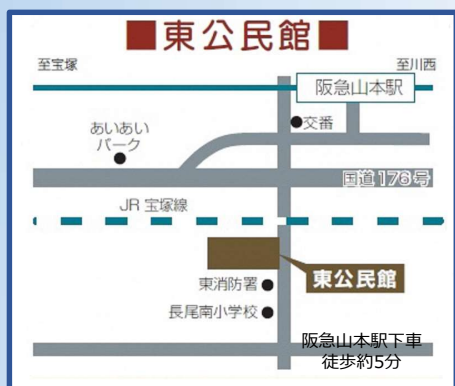 ■東公民館■
至宝塚
至川西
阪急山本駅
交番
あいあい
パーク
国道176号
JR 宝塚線
東公民館
東消防署
長尾南小学校
阪急山本駅下車
徒歩約5分